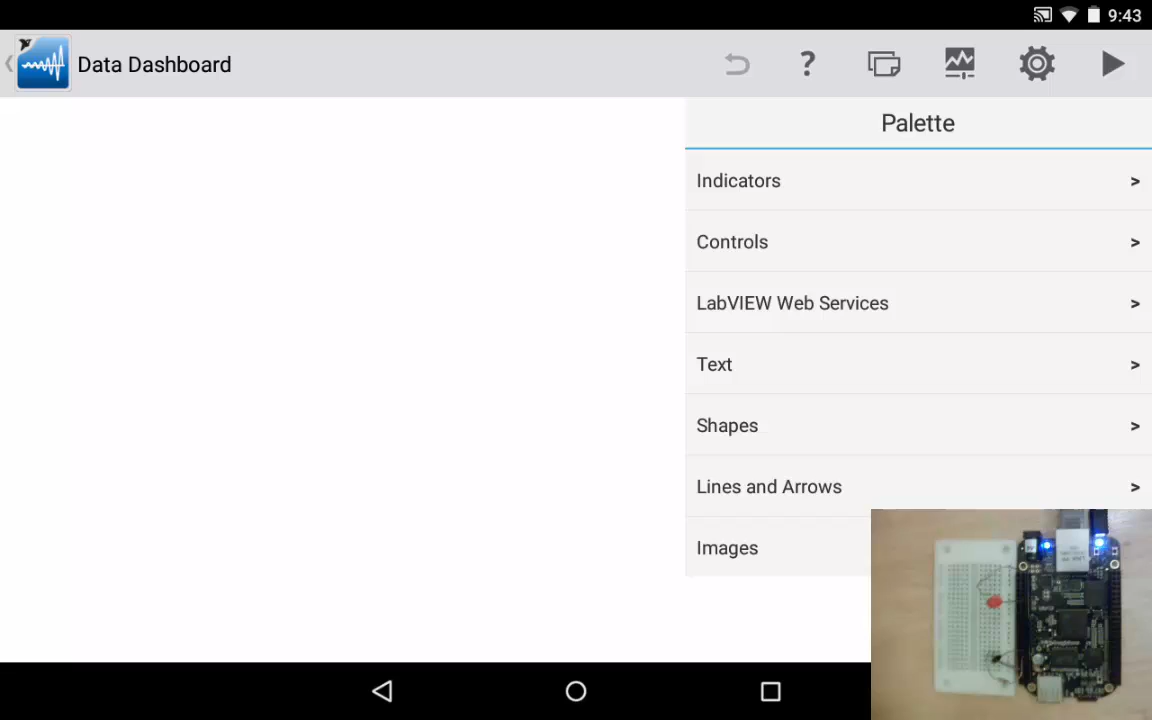 9:43
Data Dashboard
?
Palette
Indicators >
Controls >
LabVIEW Web Services >
Text >
Shapes >
Lines and Arrows >
Images